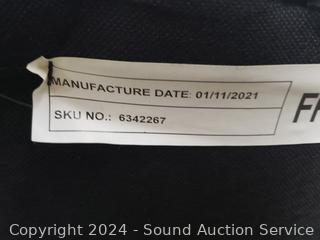 MANUFACTURE DATE: 01/11/2021
SKU NO.: 6342267
Copyright 2024 - Sound Auction Service